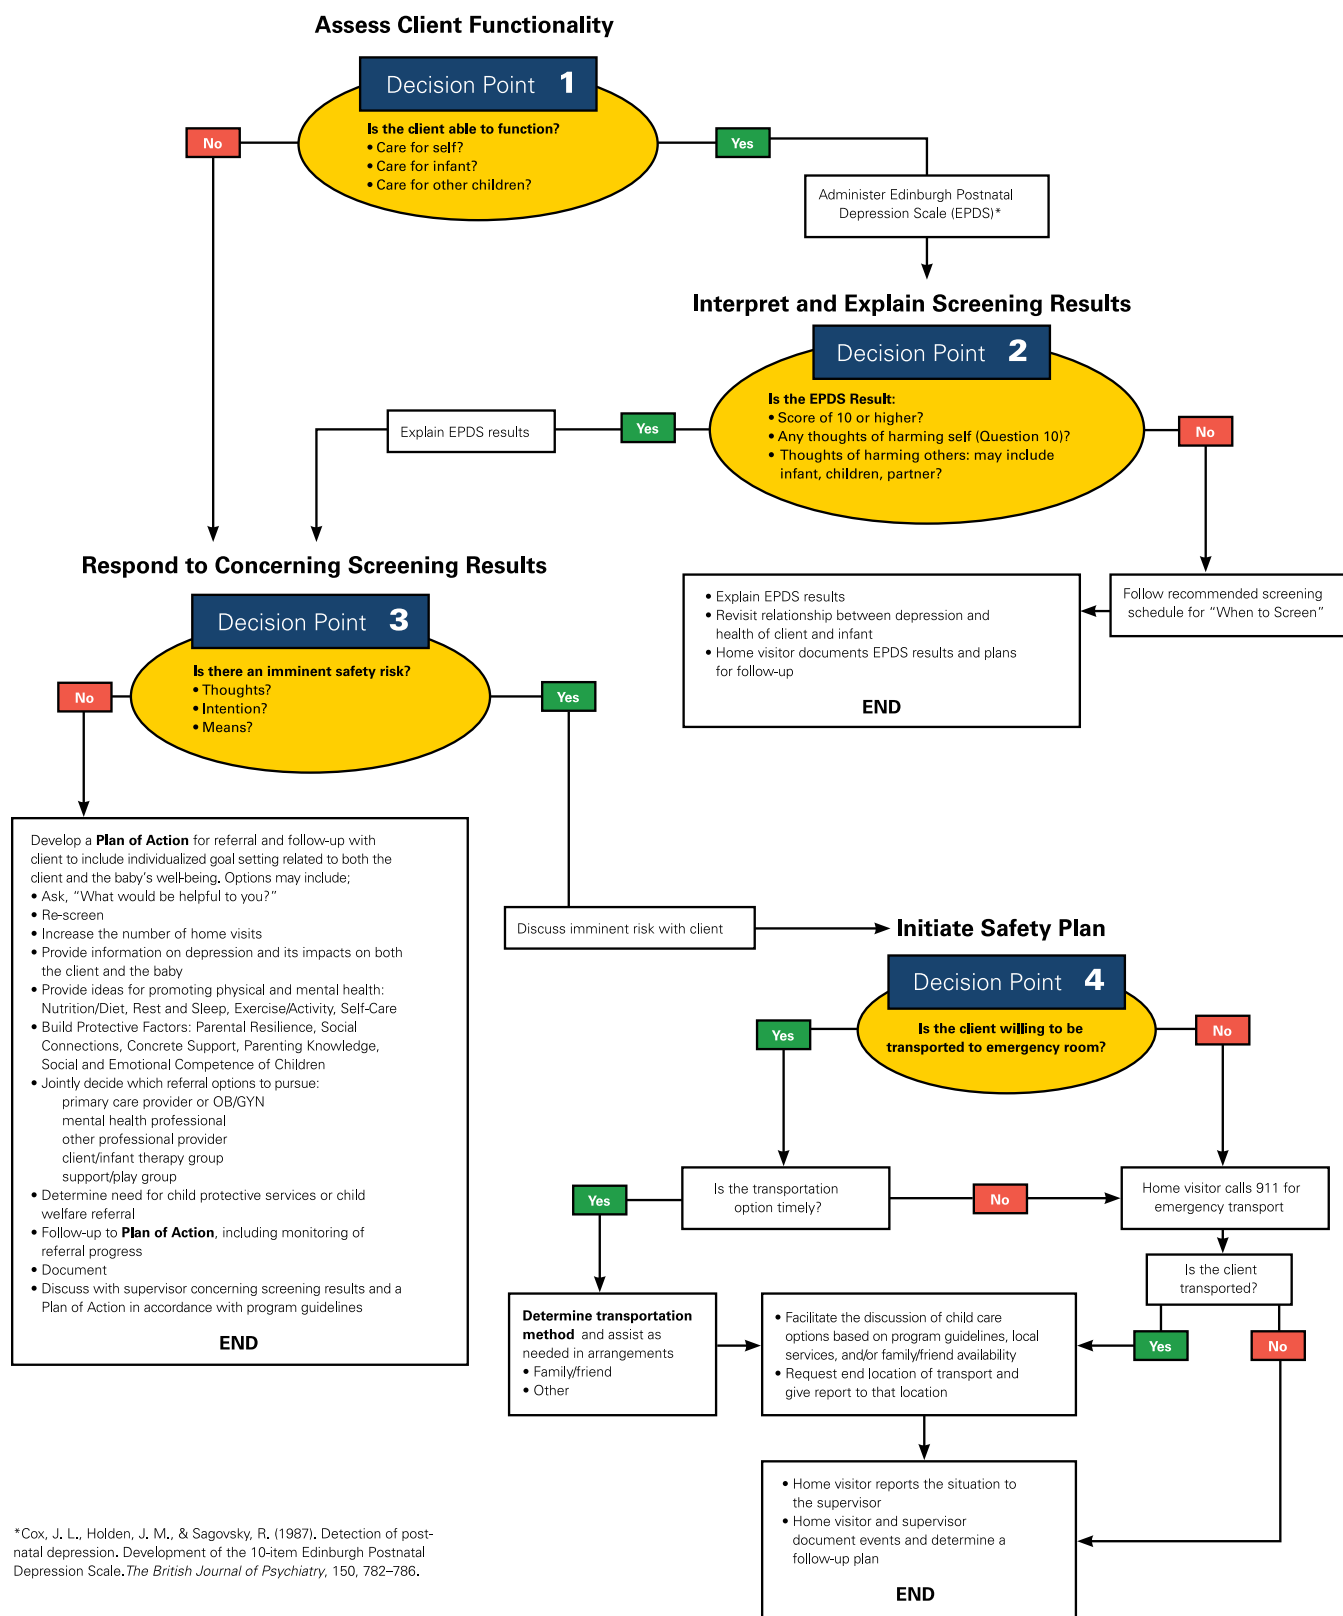 Assess Client Functionality
Decision Point 1
Is the client able to function?
• Care for self?
• Care for infant?
• Care for other children?
No
Yes
Administer Edinburgh Postnatal
Depression Scale (EPDS)*
Interpret and Explain Screening Results
Decision Point 2
Is the EPDS Result:
• Score of 10 or higher?
• Any thoughts of harming self (Question 10)?
• Thoughts of harming others: may include
infant, children, partner?
Yes
No
Explain EPDS results
Follow recommended screening
schedule for “When to Screen”
• Explain EPDS results
• Revisit relationship between depression and
health of client and infant
• Home visitor documents EPDS results and plans
for follow-up
END
Respond to Concerning Screening Results
Decision Point 3
Is there an imminent safety risk?
• Thoughts?
• Intention?
• Means?
No
Yes
Develop a Plan of Action for referral and follow-up with
client to include individualized goal setting related to both the
client and the baby’s well-being. Options may include;
• Ask, “What would be helpful to you?”
• Re-screen
• Increase the number of home visits
• Provide information on depression and its impacts on both
the client and the baby
• Provide ideas for promoting physical and mental health:
Nutrition/Diet, Rest and Sleep, Exercise/Activity, Self-Care
• Build Protective Factors: Parental Resilience, Social
Connections, Concrete Support, Parenting Knowledge,
Social and Emotional Competence of Children
• Jointly decide which referral options to pursue:
primary care provider or OB/GYN
mental health professional
other professional provider
client/infant therapy group
support/play group
• Determine need for child protective services or child
welfare referral
• Follow-up to Plan of Action, including monitoring of
referral progress
• Document
• Discuss with supervisor concerning screening results and a
Plan of Action in accordance with program guidelines
END
Discuss imminent risk with client
Initiate Safety Plan
Decision Point 4
Is the client willing to be
transported to emergency room?
Yes
No
Is the transportation
option timely?
Yes
No
Home visitor calls 911 for
emergency transport
Is the client
transported?
Yes
No
Determine transportation
method and assist as
needed in arrangements
• Family/friend
• Other
• Facilitate the discussion of child care
options based on program guidelines, local
services, and/or family/friend availability
• Request end location of transport and
give report to that location
• Home visitor reports the situation to
the supervisor
• Home visitor and supervisor
document events and determine a
follow-up plan
END
*Cox, J. L., Holden, J. M., & Sagovsky, R. (1987). Detection of post-
natal depression. Development of the 10-item Edinburgh Postnatal
Depression Scale. The British Journal of Psychiatry, 150, 782–786.